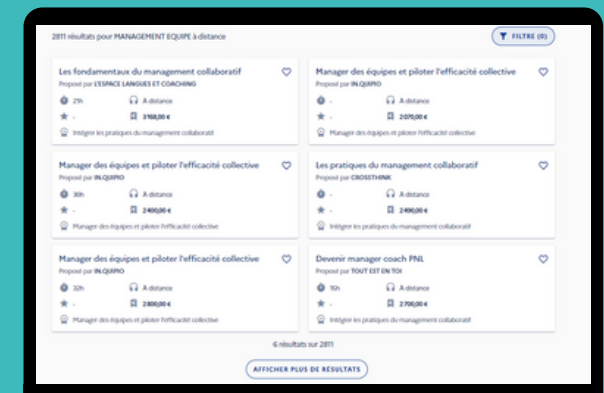 2811 résultats pour MANAGEMENT EQUIPE à distance
FILTRE (0)
Les fondamentaux du management collaboratif
Proposé par L'ESPACE LANGUES ET COACHING
21h
A distance
-
3 168,00 €
Intégrer les pratiques du management collaboratif
Manager des équipes et piloter l'efficacité collective
Proposé par IN.QUIPIO
-
A distance
-
2 070,00 €
Manager des équipes et piloter l'efficacité collective
Manager des équipes et piloter l'efficacité collective
Proposé par IN.QUIPIO
30h
A distance
-
2 400,00 €
Manager des équipes et piloter l'efficacité collective
Les pratiques du management collaboratif
Proposé par CROSSTHINK
-
A distance
-
2 490,00 €
Intégrer les pratiques du management collaboratif
Manager des équipes et piloter l'efficacité collective
Proposé par IN.QUIPIO
32h
A distance
-
2 800,00 €
Manager des équipes et piloter l'efficacité collective
Devenir manager coach PNL
Proposé par TOUT EST EN TOI
16h
A distance
-
2 700,00 €
Intégrer les pratiques du management collaboratif
6 résultats sur 2811
AFFICHER PLUS DE RÉSULTATS